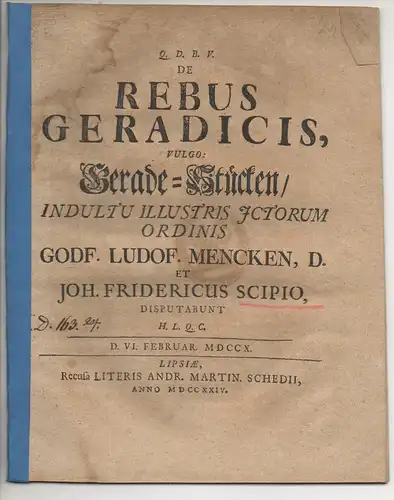 Q. D. B. V.
DE
REBUS
GERADICIS,
VULGO:
Gerade-Stücken/
INDULTU ILLUSTRIS JCTORUM
ORDINIS
GODF. LUDOF. MENCKEN, D.
ET
JOH. FRIDERICUS SCIPIO,
DISPUTABUNT
H. L. Q. C.
D. VI. FEBRUAR. MDCCX.
LIPSIÆ,
Recusa LITERIS ANDR. MARTIN. SCHEDII,
ANNO MDCCXXIV.